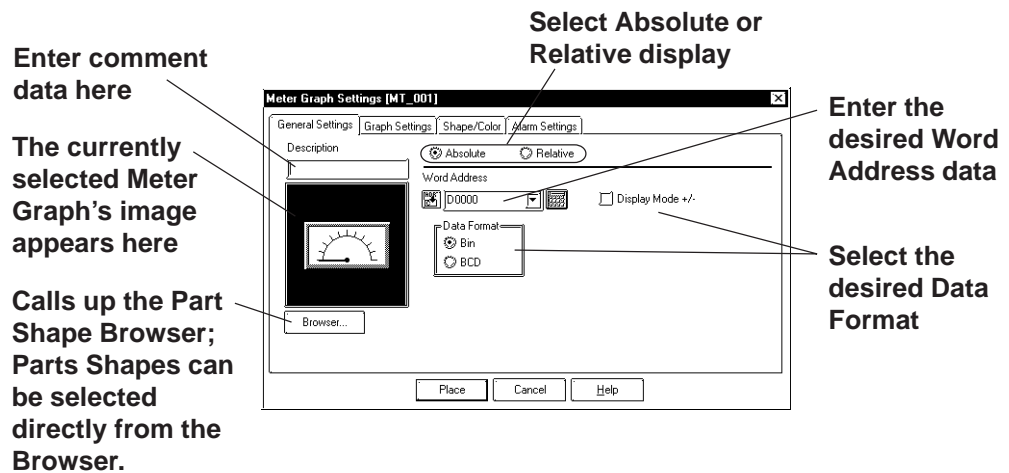 Select Absolute or
Relative display
Enter comment
data here
The currently
selected Meter
Graph's image
appears here
Calls up the Part
Shape Browser;
Parts Shapes can
be selected
directly from the
Browser.
Meter Graph Settings [MT_001]
General Settings
Graph Settings
Shape/Color
Alarm Settings
Description
Absolute
Relative
Word Address
D0000
Display Mode +/-
Data Format
Bin
BCD
Browser...
Place
Cancel
Help
Enter the
desired Word
Address data
Select the
desired Data
Format